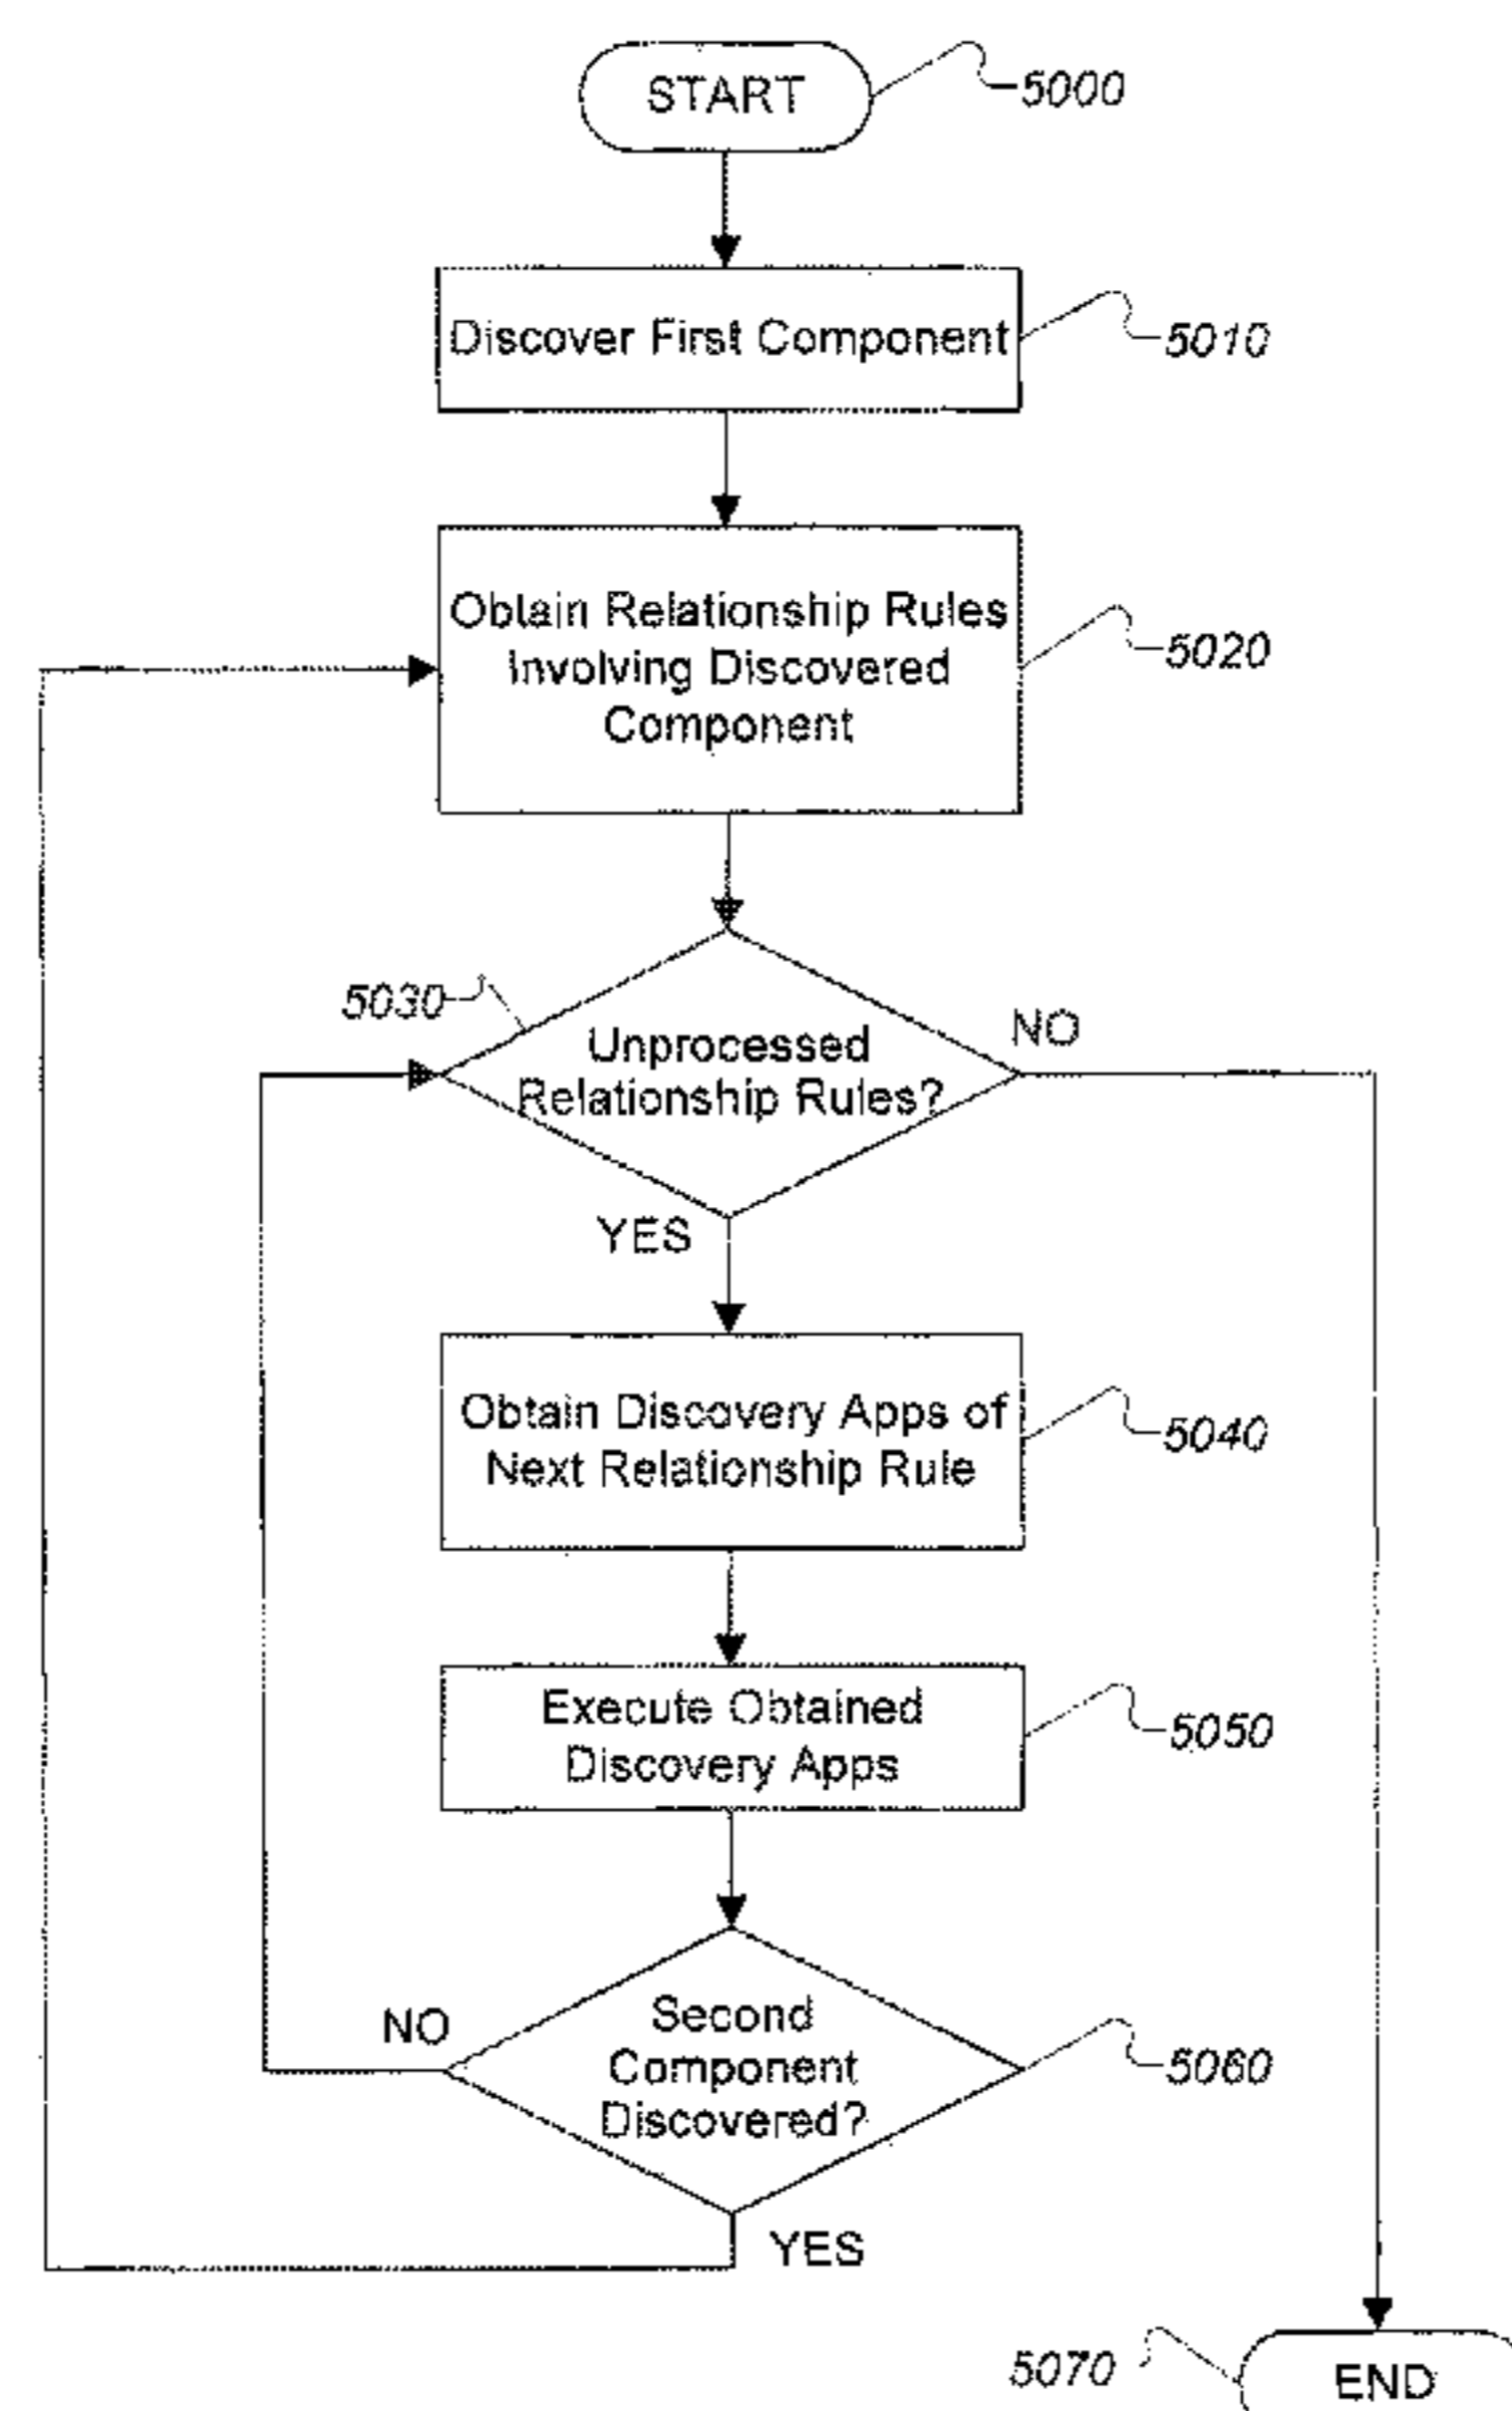 START
5000
Discover First Component
5010
Obtain Relationship Rules
Involving Discovered
Component
5020
5030
Unprocessed
Relationship Rules?
NO
YES
Obtain Discovery Apps of
Next Relationship Rule
5040
Execute Obtained
Discovery Apps
5050
NO
Second
Component
Discovered?
5060
YES
5070
END